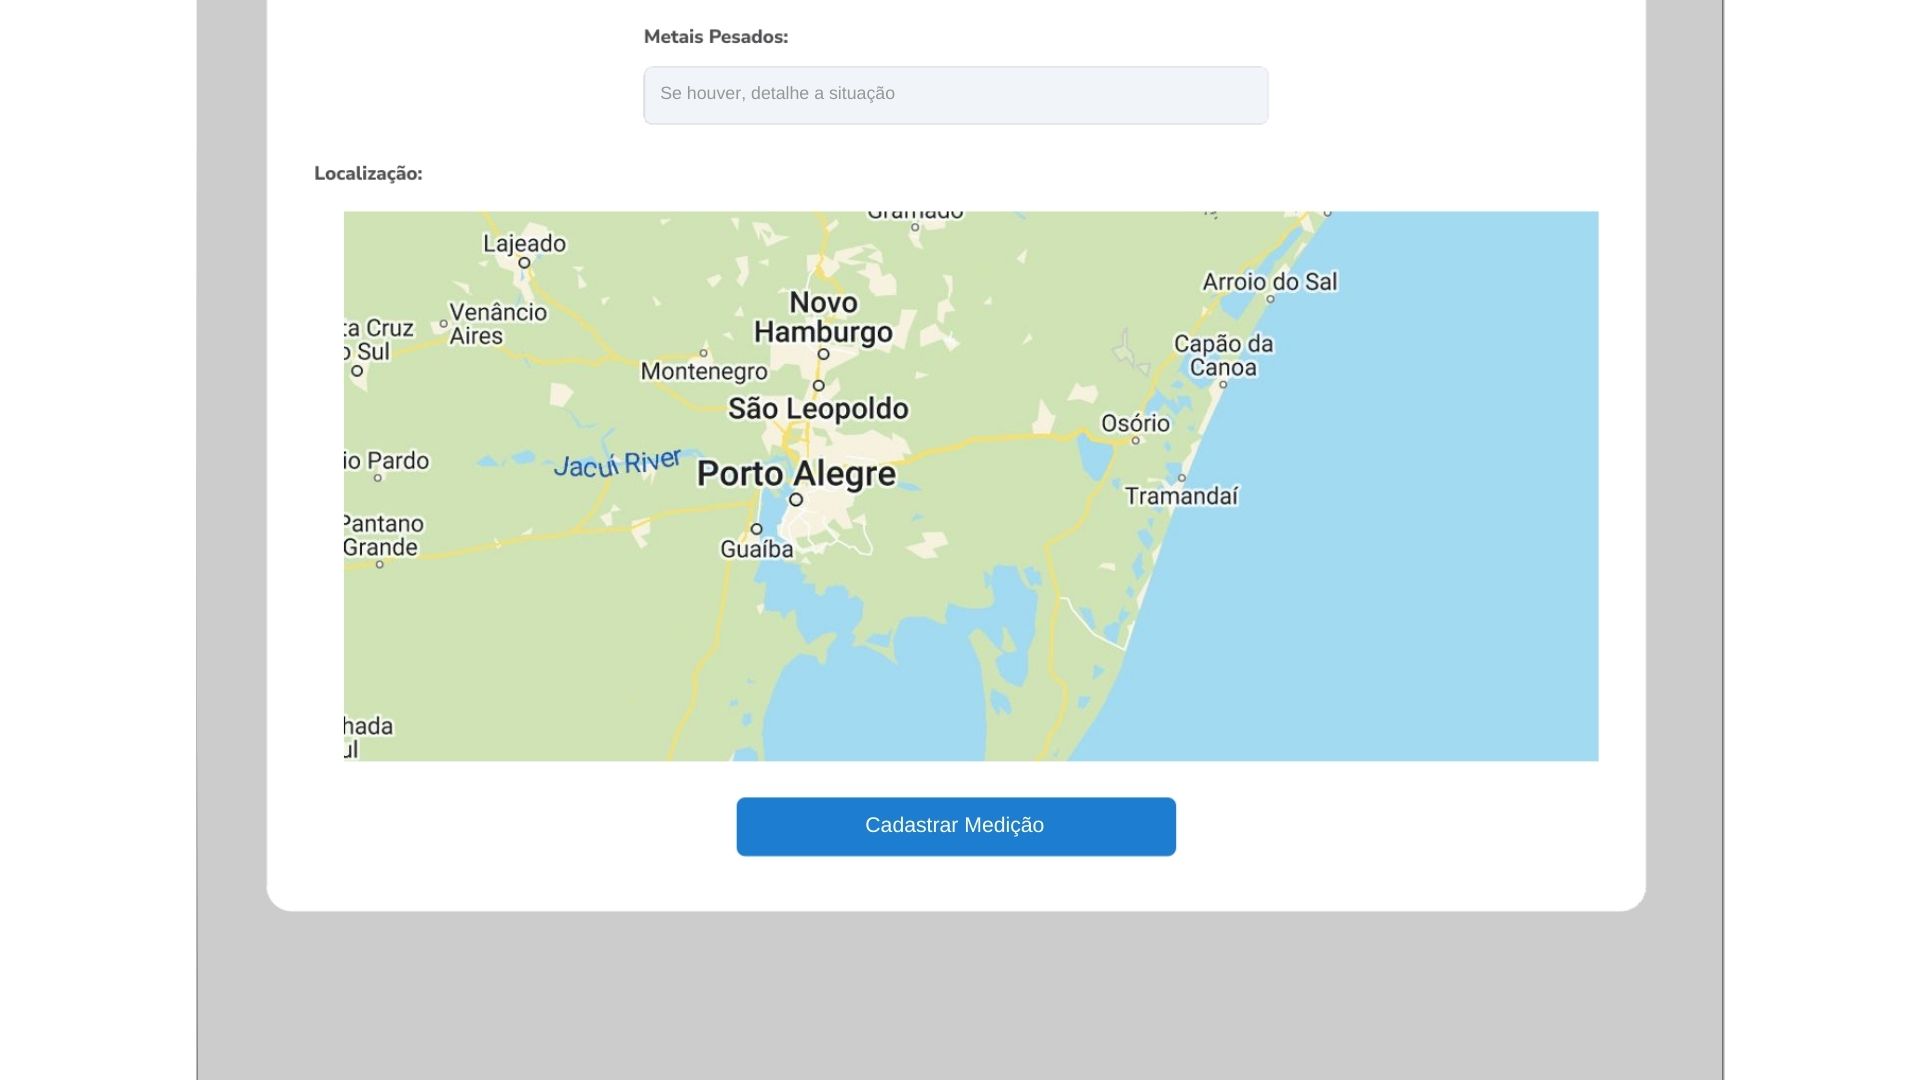 Metais Pesados:
Se houver, detalhe a situação
Localização:
Gramado
Lajeado
Arroio do Sal
Novo
Hamburgo
Venâncio
Aires
ta Cruz
Sul
Capão da
Canoa
Montenegro
São Leopoldo
Osório
io Pardo
Jacuí River
Porto Alegre
Tramandaí
Pantano
Grande
Guaíba
hada
ul
Cadastrar Medição